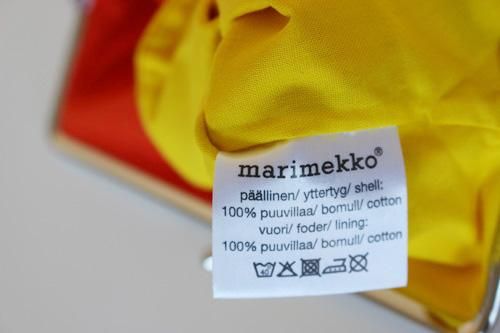 marimekko®
päällinen/ yttertyg/ shell:
100% puuvillaa/ bomull/ cotton
vuori/ foder/ lining:
100% puuvillaa/ bomull/ cotton